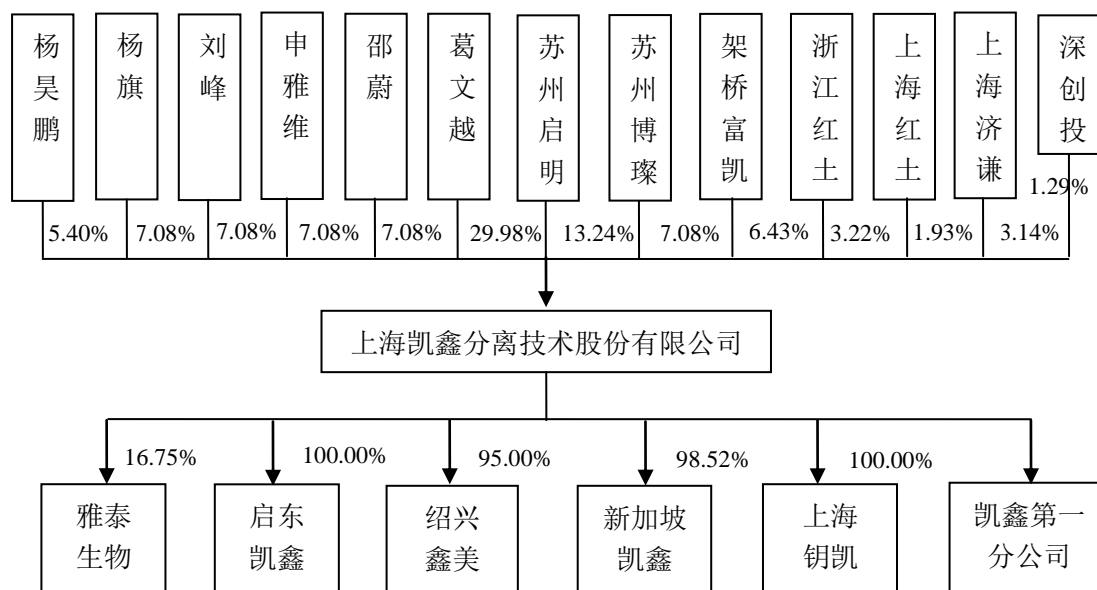 杨昊鹏
杨旗
刘峰
申雅维
邵蔚
葛文越
苏州启明
苏州博璨
架桥富凯
浙江红土
上海红土
上海济谦
深创投
5.40%
7.08%
7.08%
7.08%
7.08%
29.98%
13.24%
7.08%
6.43%
3.22%
1.93%
3.14%
1.29%
上海凯鑫分离技术股份有限公司
16.75%
100.00%
95.00%
98.52%
100.00%
雅泰
生物
启东
凯鑫
绍兴
鑫美
新加坡
凯鑫
上海
钥凯
凯鑫第一
分公司